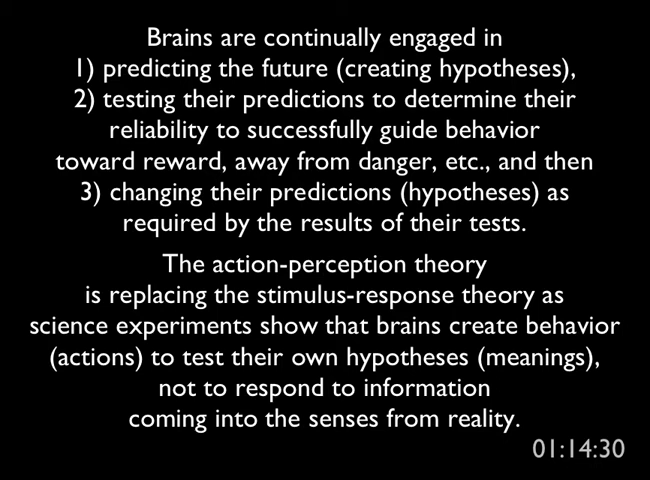 Brains are continually engaged in
1) predicting the future (creating hypotheses),
2) testing their predictions to determine their
reliability to successfully guide behavior
toward reward, away from danger, etc., and then
3) changing their predictions (hypotheses) as
required by the results of their tests.
The action-perception theory
is replacing the stimulus-response theory as
science experiments show that brains create behavior
(actions) to test their own hypotheses (meanings),
not to respond to information
coming into the senses from reality.
01:14:30